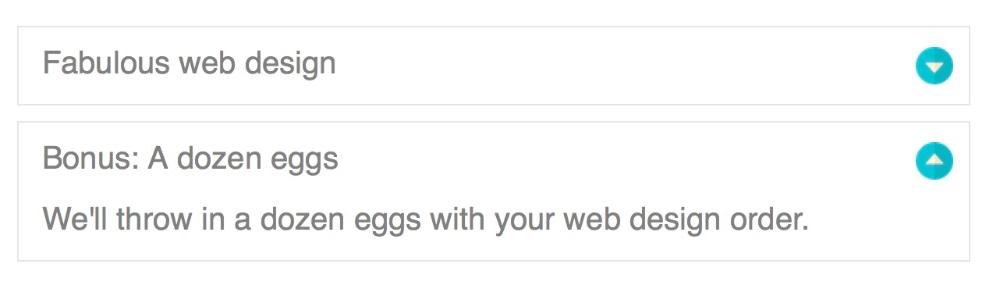 Fabulous web design
Bonus: A dozen eggs
We'll throw in a dozen eggs with your web design order.